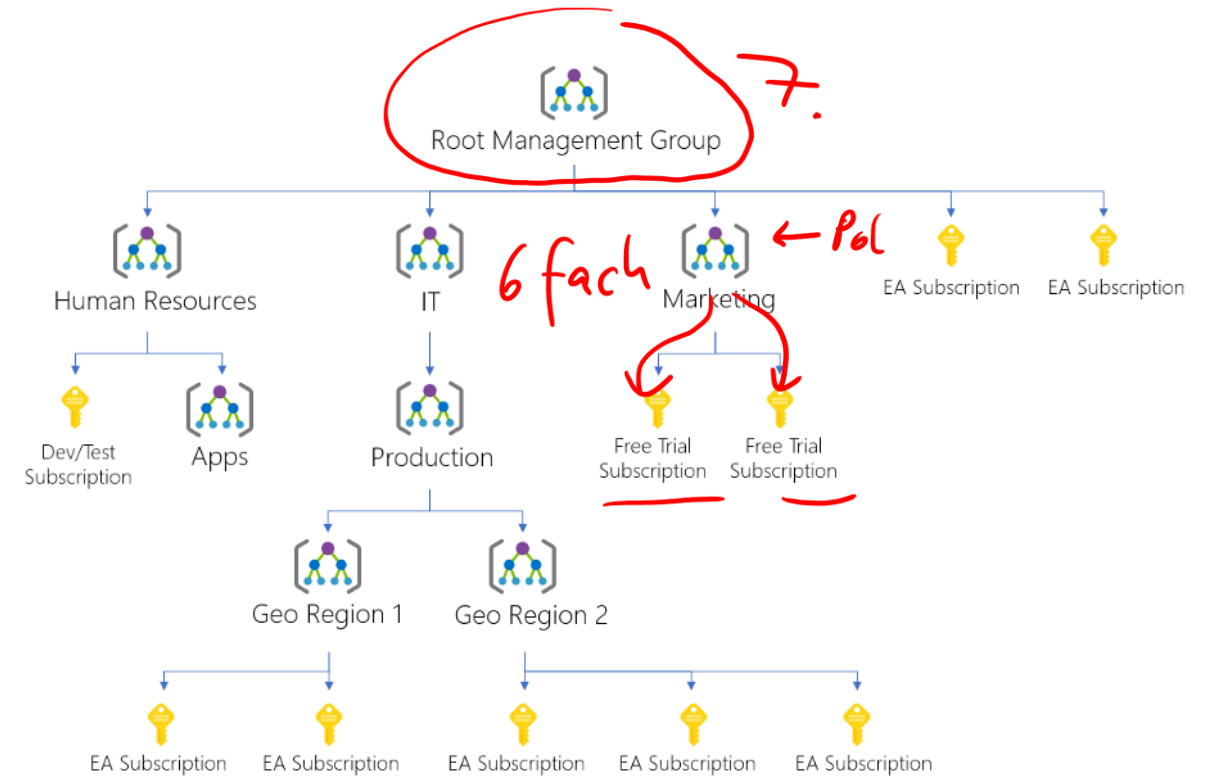 7.
Root Management Group
← Pol
6 fach
Human Resources
IT
Marketing
EA Subscription
EA Subscription
Dev/Test
Subscription
Apps
Production
Free Trial
Subscription
Free Trial
Subscription
Geo Region 1
Geo Region 2
EA Subscription
EA Subscription
EA Subscription
EA Subscription
EA Subscription